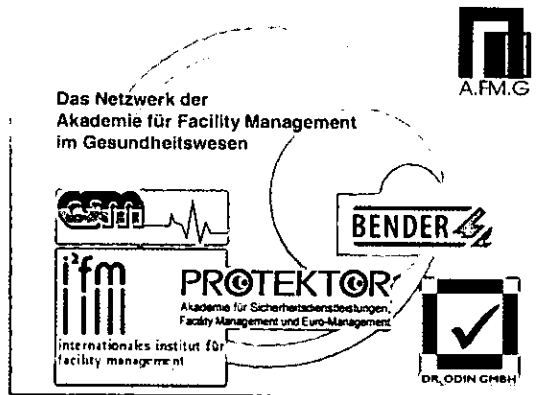 A.FM.G
Das Netzwerk der
Akademie für Facility Management
im Gesundheitswesen
esm
BENDER
i²fm
PROTEKTOR
Akademie für Sicherheitsdienstleistungen,
Facility Management und Euro-Management
internationales institut für
facility management
DR. ODIN GMBH